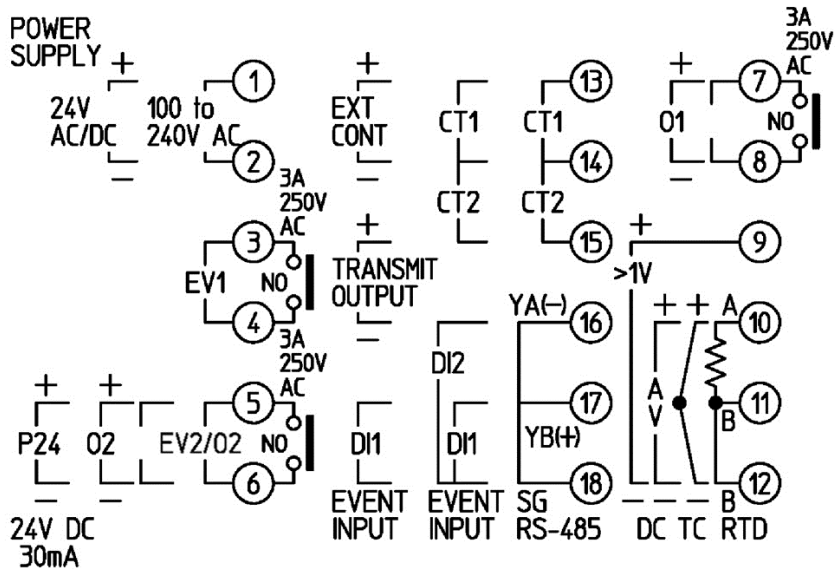 POWER
SUPPLY
+
24V
AC/DC
−
100 to
240V AC
1
2
+
EXT
CONT
−
CT1
CT2
CT1
CT2
13
14
15
+
O1
−
7
8
3A
250V
AC
NO
3A
250V
AC
3
4
EV1
NO
+
TRANSMIT
OUTPUT
−
+
>1V
9
YA(−)
16
17
YB(+)
18
SG
RS-485
DI2
DI1
EVENT
INPUT
DI1
EVENT
INPUT
+ +
A
10
A
V
B
11
B
12
− − −
DC TC RTD
3A
250V
AC
5
6
EV2/O2
NO
+
P24
−
24V DC
30mA
+
O2
−